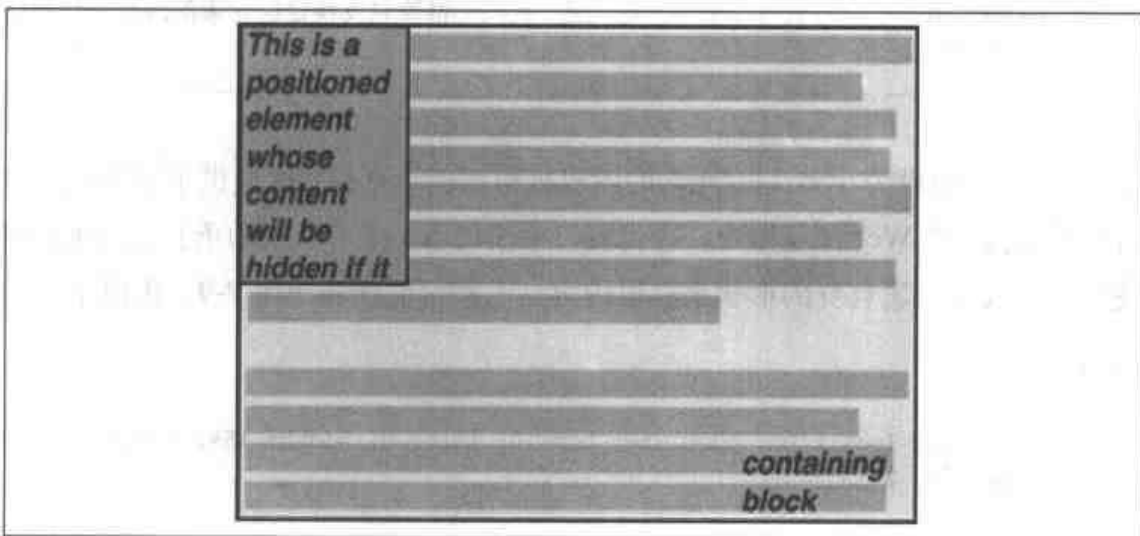 This is a
positioned
element
whose
content
will be
hidden if it
containing
block